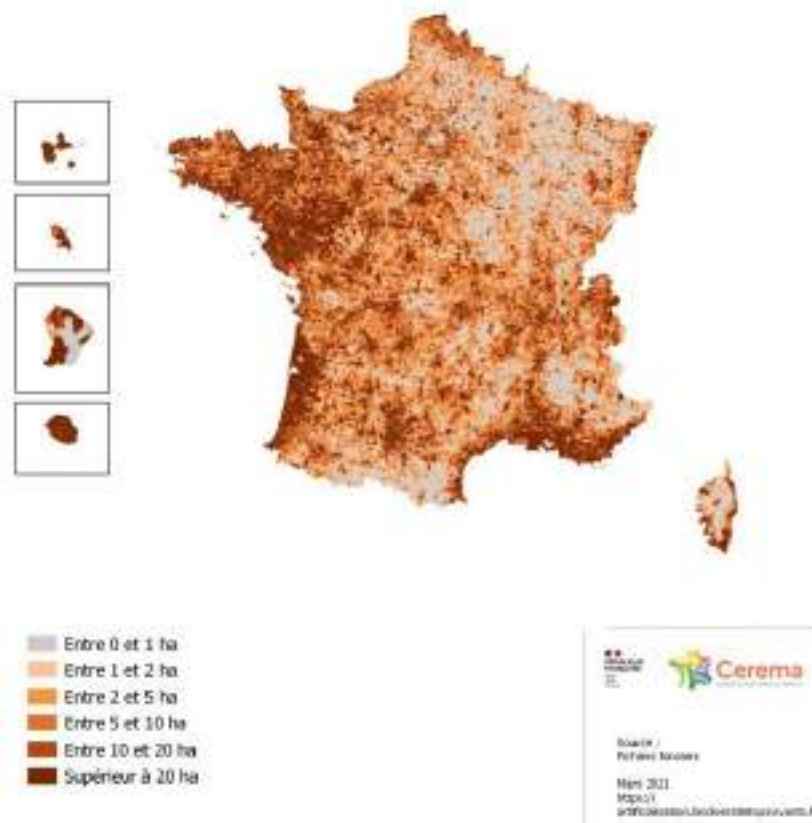 Entre 0 et 1 ha
Entre 1 et 2 ha
Entre 2 et 5 ha
Entre 5 et 10 ha
Entre 10 et 20 ha
Supérieur à 20 ha
Cerema
Source :
Fichiers fonciers
Mars 2021